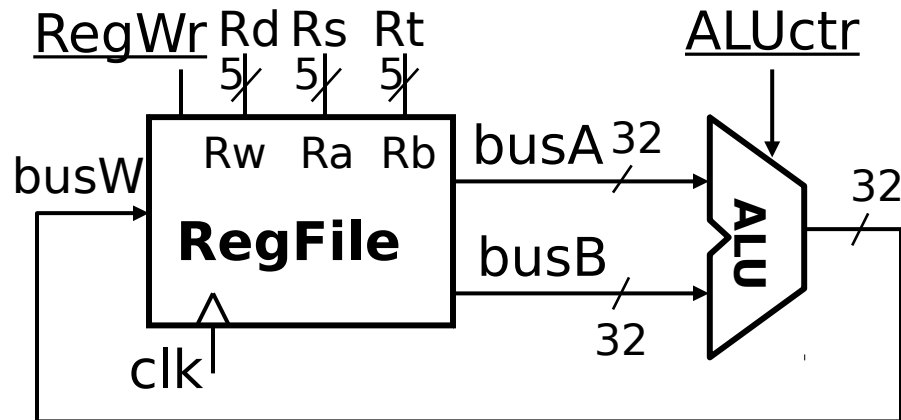 RegWr Rd Rs Rt ALUctr
5 5 5
Rw Ra Rb
busW
busA 32
32
RegFile
ALU
busB
32
clk